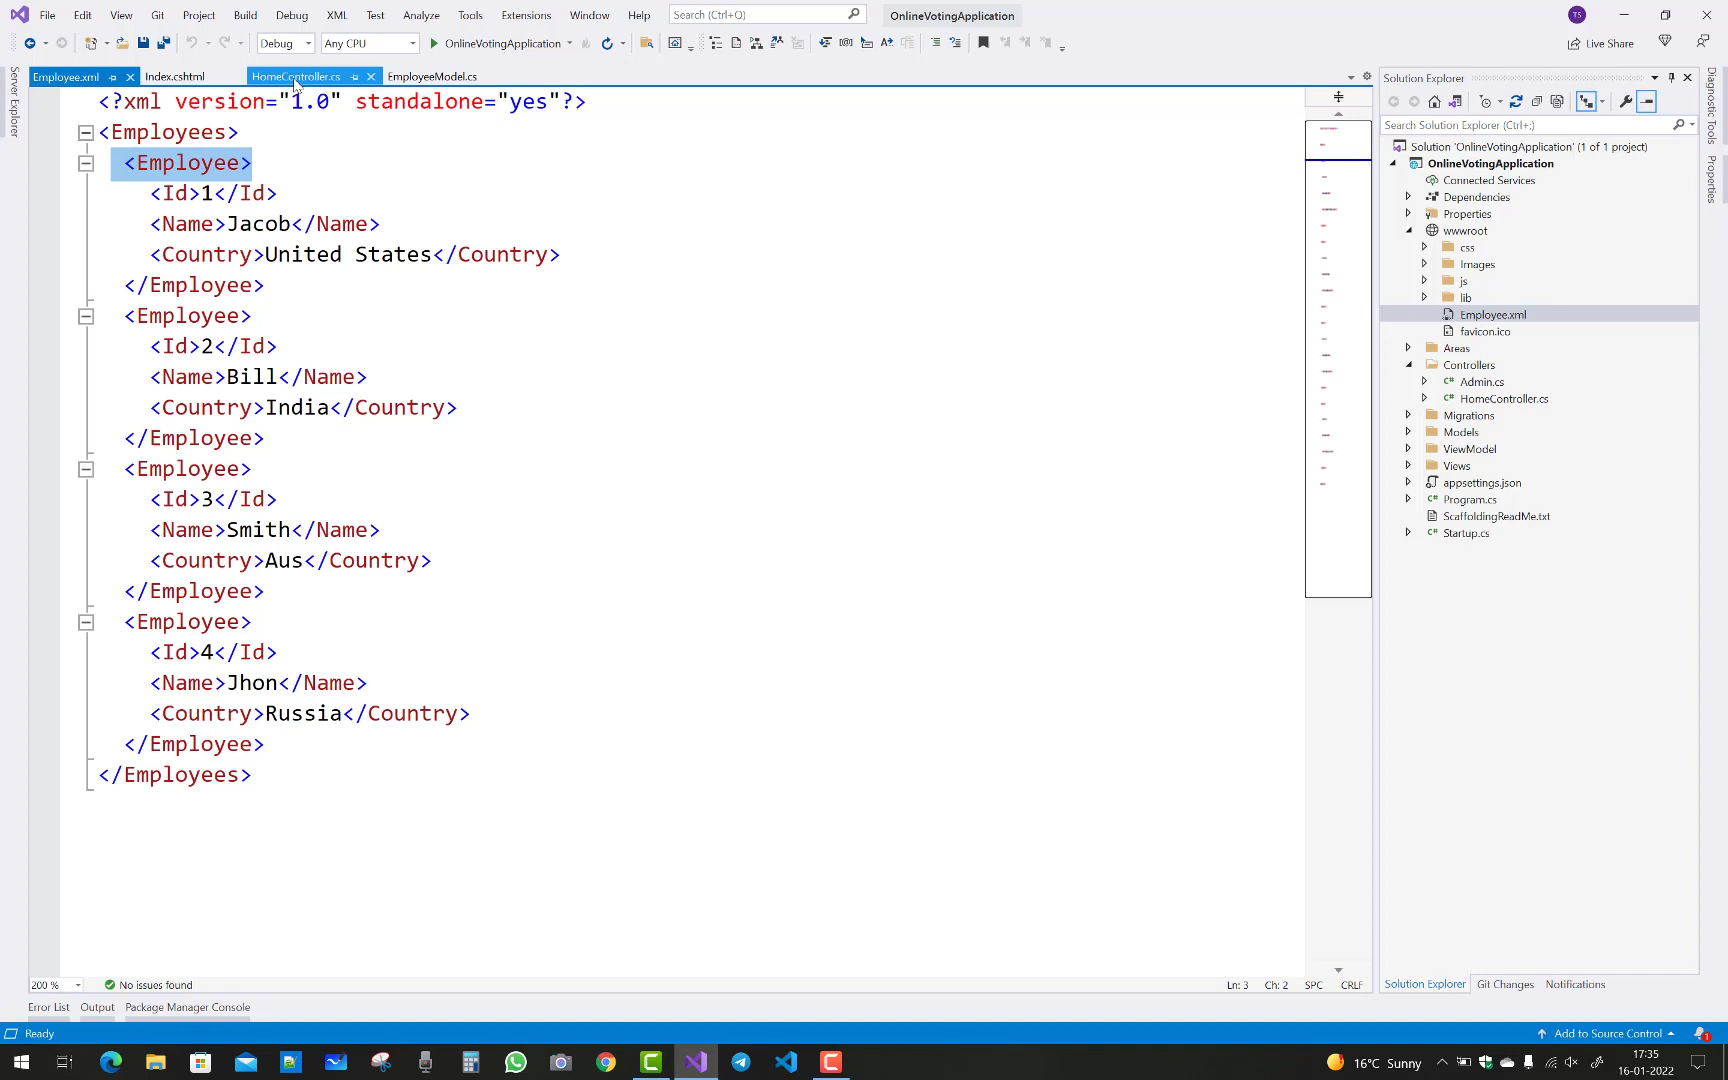 File Edit View Git Project Build Debug XML Test Analyze Tools Extensions Window Help Search (Ctrl+Q) OnlineVotingApplication TS
Debug Any CPU OnlineVotingApplication Live Share
Employee.xml Index.cshtml HomeController.cs EmployeeModel.cs
Server Explorer
<?xml version="1.0" standalone="yes"?>
<Employees>
<Employee>
<Id>1</Id>
<Name>Jacob</Name>
<Country>United States</Country>
</Employee>
<Employee>
<Id>2</Id>
<Name>Bill</Name>
<Country>India</Country>
</Employee>
<Employee>
<Id>3</Id>
<Name>Smith</Name>
<Country>Aus</Country>
</Employee>
<Employee>
<Id>4</Id>
<Name>Jhon</Name>
<Country>Russia</Country>
</Employee>
</Employees>
Solution Explorer
Search Solution Explorer (Ctrl+;)
Solution 'OnlineVotingApplication' (1 of 1 project)
OnlineVotingApplication
Connected Services
Dependencies
Properties
wwwroot
css
Images
js
lib
Employee.xml
favicon.ico
Areas
Controllers
Admin.cs
HomeController.cs
Migrations
Models
ViewModel
Views
appsettings.json
Program.cs
ScaffoldingReadMe.txt
Startup.cs
Diagnostic Tools
Properties
200 % No issues found Ln: 3 Ch: 2 SPC CRLF
Solution Explorer Git Changes Notifications
Error List Output Package Manager Console
Ready Add to Source Control 1
16°C Sunny 17:35
16-01-2022